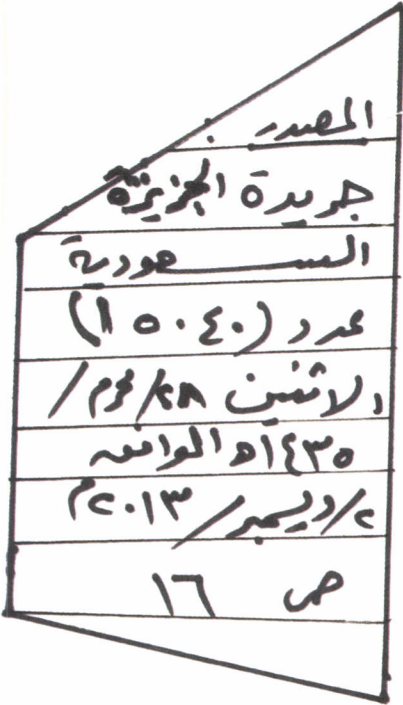 المصدر :
جريدة الجزيرة
السعودية
عدد (١٥٠٤٠)
الاثنين ٢٨/محرم/
١٤٣٥هـ الموافق
٢/ديسمبر/٢٠١٣م
ص ١٦